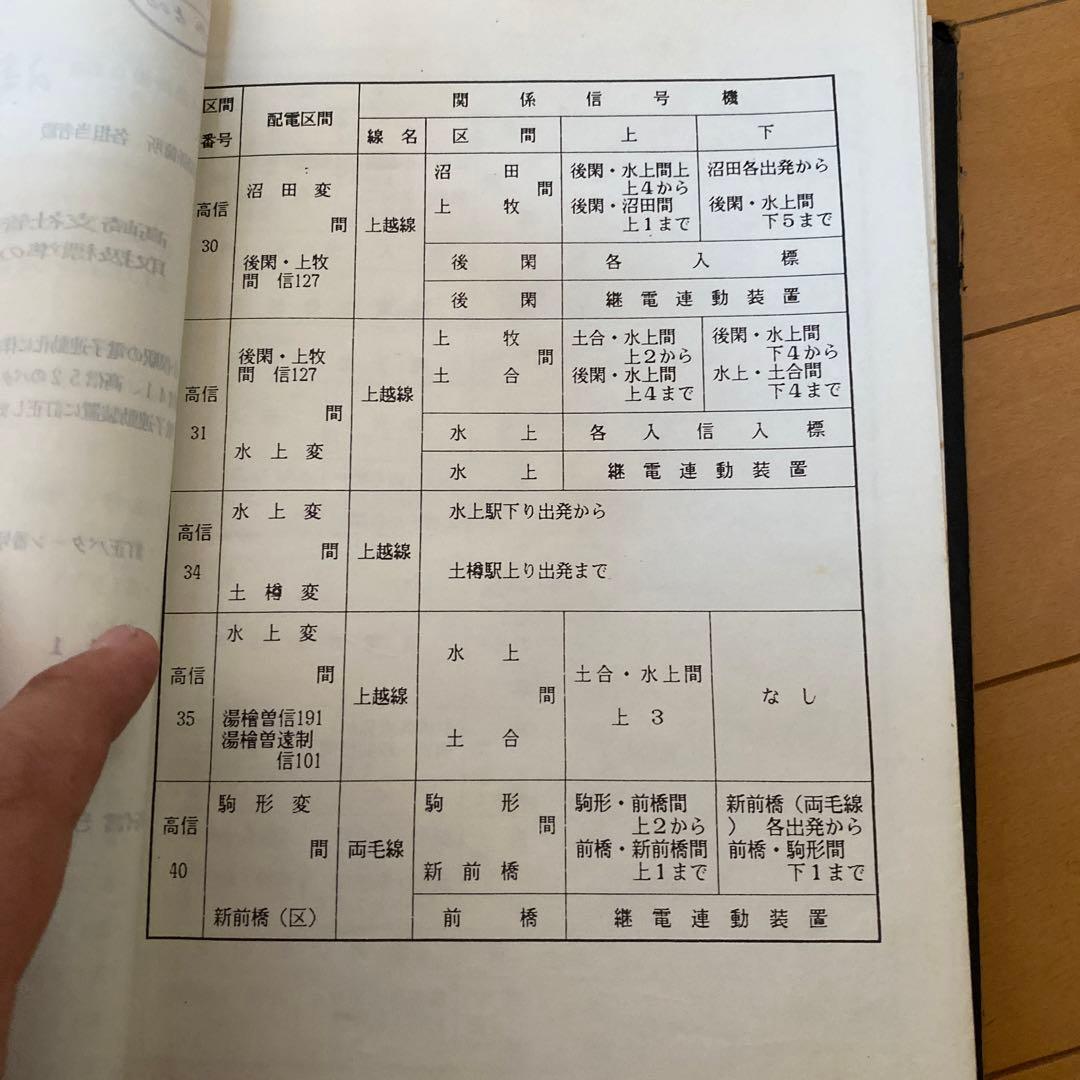 区間番号 配電区間 関係信号機
線名 区間 上 下
高信30
沼田変
間
後閑・上牧
間 信127
上越線
沼田
間
上牧
後閑・水上間上
上4から
後閑・沼田間
上1まで
沼田各出発から
後閑・水上間
下5まで
後閑 各入標
後閑 継電連動装置
高信31
後閑・上牧
間 信127
間
水上変
上越線
上牧
間
土合
土合・水上間
上2から
後閑・水上間
上4まで
後閑・水上間
下4から
水上・土合間
下4まで
水上 各入信入標
水上 継電連動装置
高信34
水上変
間
土樽変
上越線
水上駅下り出発から
土樽駅上り出発まで
高信35
水上変
間
湯檜曽信191
湯檜曽遠制
信101
上越線
水上
間
土合
土合・水上間
上3
なし
高信40
駒形変
間
新前橋(区)
両毛線
駒形
間
新前橋
駒形・前橋間
上2から
前橋・新前橋間
上1まで
新前橋(両毛線
) 各出発から
前橋・駒形間
下1まで
前橋 継電連動装置